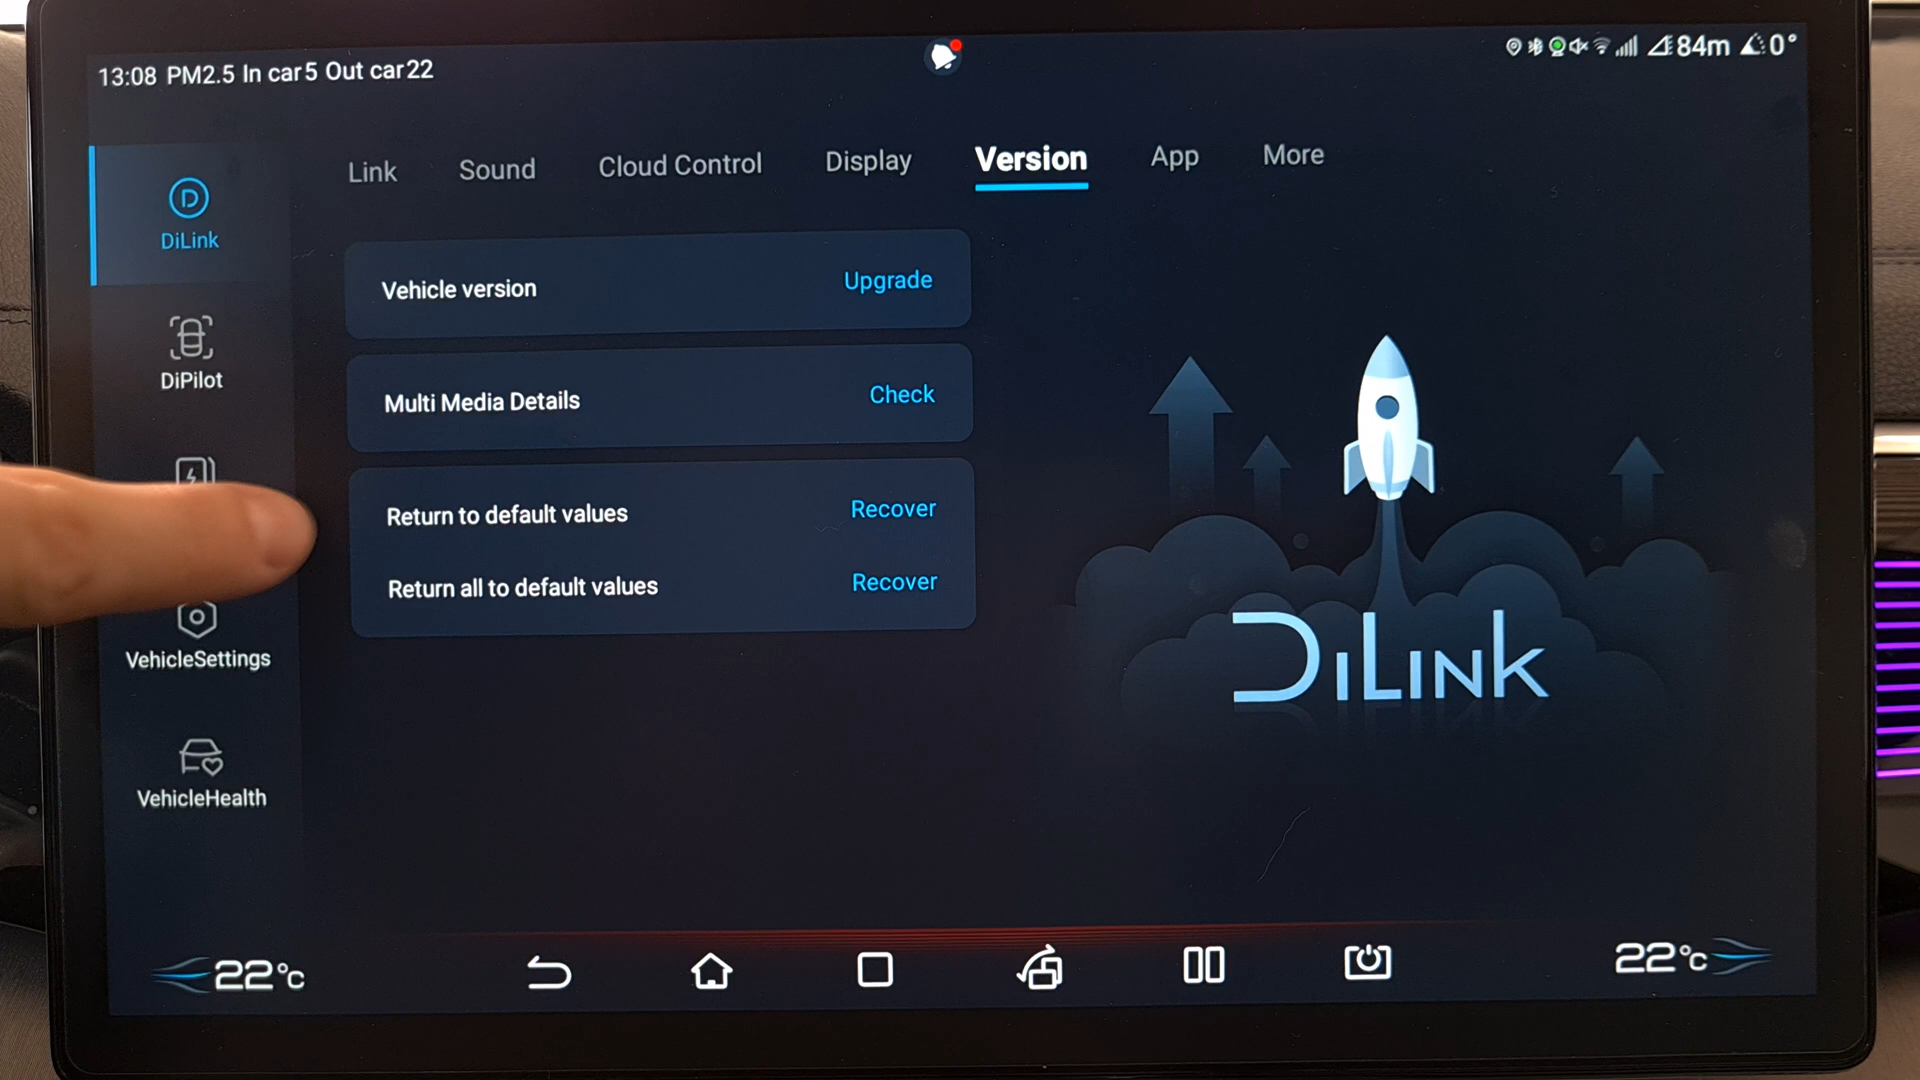 13:08 PM2.5 In car 5 Out car 22
84m 0°
Link Sound Cloud Control Display Version App More
DiLink
DiPilot
VehicleSettings
VehicleHealth
Vehicle version Upgrade
Multi Media Details Check
Return to default values Recover
Return all to default values Recover
DiLink
22°C
22°C